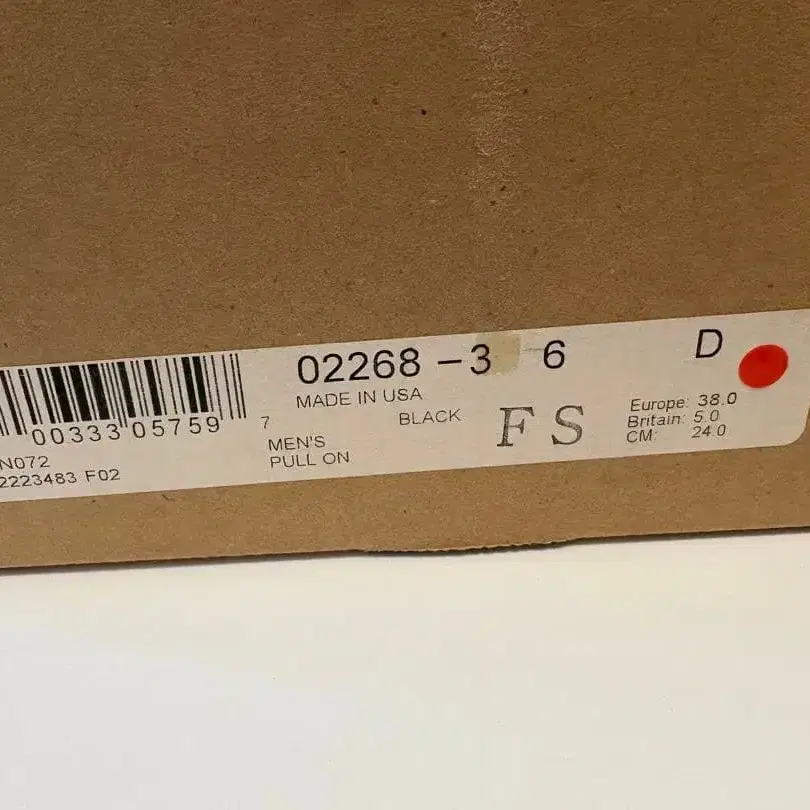 02268 - 3 6 D
MADE IN USA
BLACK
MEN'S
PULL ON
F S
Europe: 38.0
Britain: 5.0
CM: 24.0
00333 05759 7
N072
2223483 F02